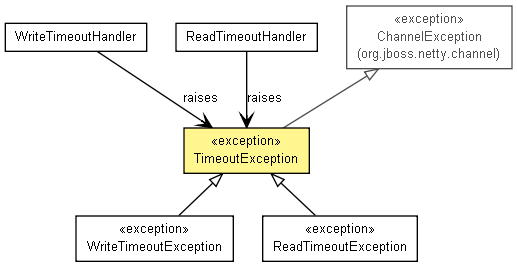 «exception»
ChannelException
(org.jboss.netty.channel)
WriteTimeoutHandler
ReadTimeoutHandler
raises
raises
«exception»
TimeoutException
«exception»
WriteTimeoutException
«exception»
ReadTimeoutException